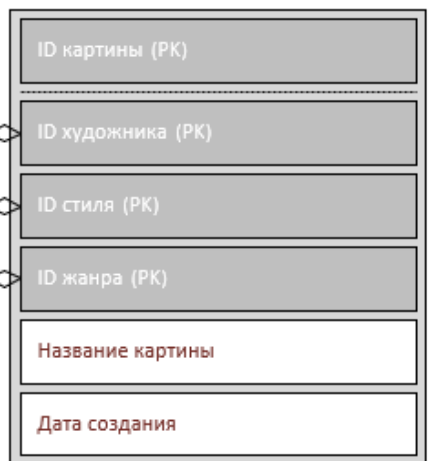 ID картины (PK)
ID художника (PK)
ID стиля (PK)
ID жанра (PK)
Название картины
Дата создания